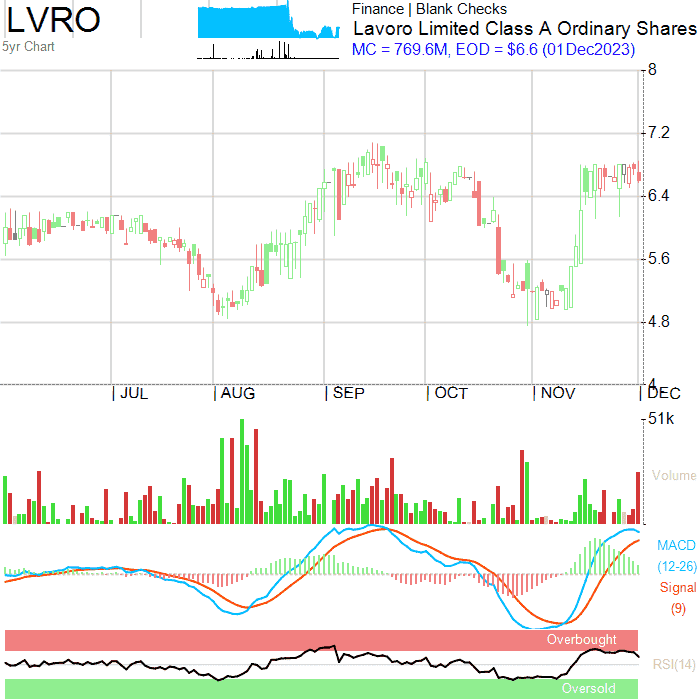 LVRO
5yr Chart
Finance | Blank Checks
Lavoro Limited Class A Ordinary Shares
MC = 769.6M, EOD = $6.6 (01Dec2023)
8
7.2
6.4
5.6
4.8
4
| JUL | AUG | SEP | OCT | NOV | DEC
51k
Volume
MACD
(12-26)
Signal
(9)
Overbought
RSI(14)
Oversold